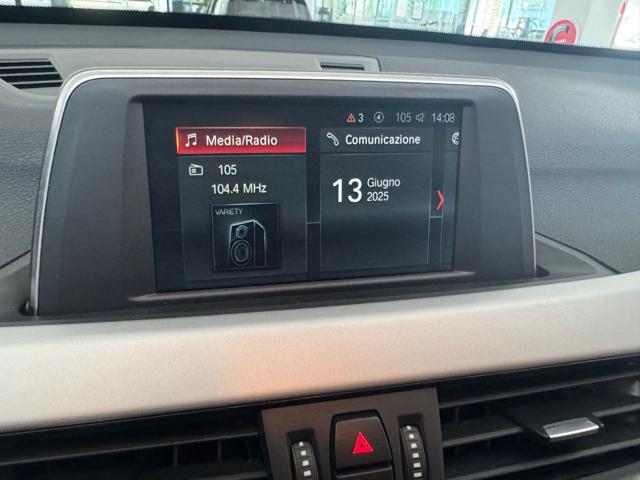 3 105 14:08
Media/Radio
Comunicazione
105
104.4 MHz
VARIETY
13 Giugno
2025